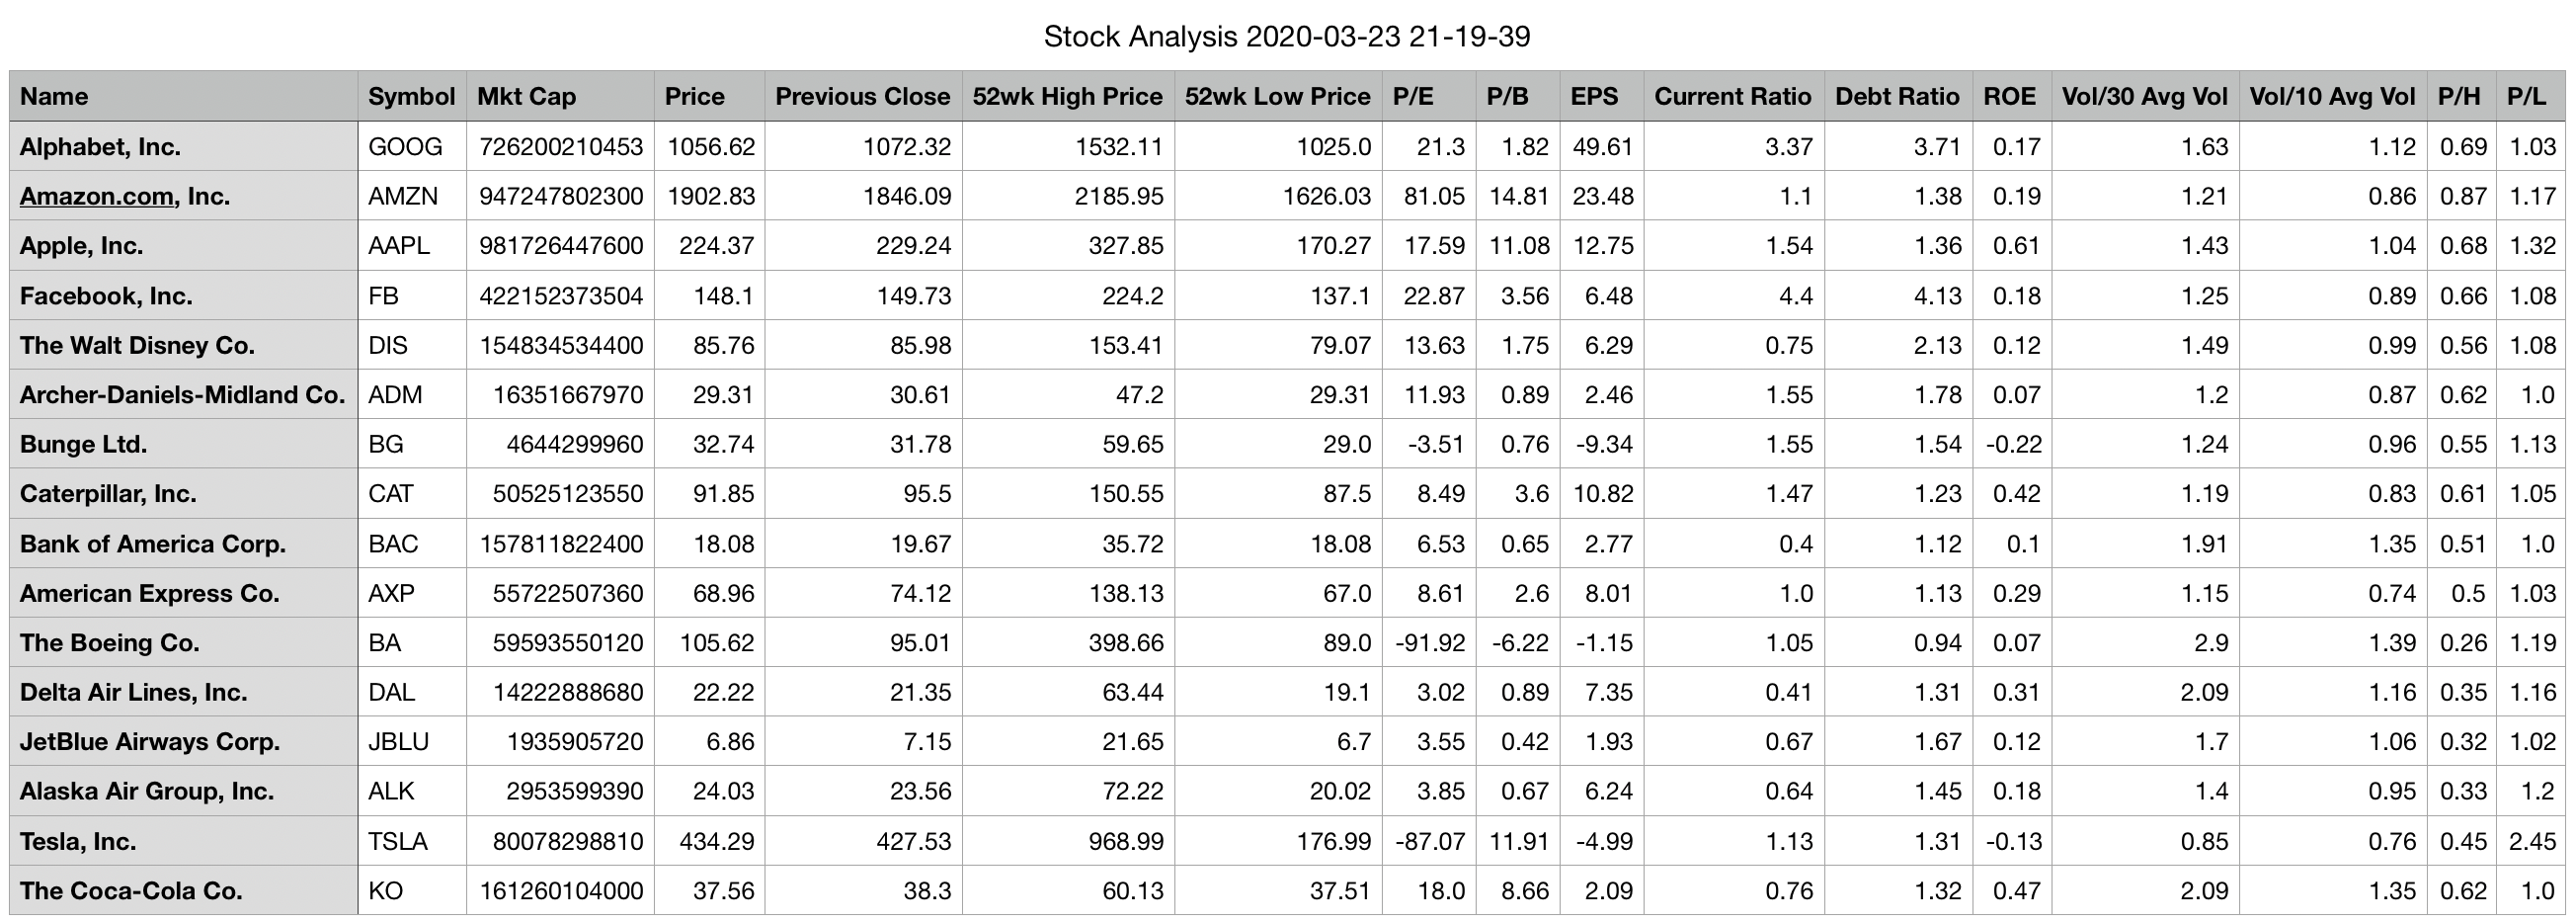 Stock Analysis 2020-03-23 21-19-39
Name Symbol Mkt Cap Price Previous Close 52wk High Price 52wk Low Price P/E P/B EPS Current Ratio Debt Ratio ROE Vol/30 Avg Vol Vol/10 Avg Vol P/H P/L
Alphabet, Inc. GOOG 726200210453 1056.62 1072.32 1532.11 1025.0 21.3 1.82 49.61 3.37 3.71 0.17 1.63 1.12 0.69 1.03
Amazon.com, Inc. AMZN 947247802300 1902.83 1846.09 2185.95 1626.03 81.05 14.81 23.48 1.1 1.38 0.19 1.21 0.86 0.87 1.17
Apple, Inc. AAPL 981726447600 224.37 229.24 327.85 170.27 17.59 11.08 12.75 1.54 1.36 0.61 1.43 1.04 0.68 1.32
Facebook, Inc. FB 422152373504 148.1 149.73 224.2 137.1 22.87 3.56 6.48 4.4 4.13 0.18 1.25 0.89 0.66 1.08
The Walt Disney Co. DIS 154834534400 85.76 85.98 153.41 79.07 13.63 1.75 6.29 0.75 2.13 0.12 1.49 0.99 0.56 1.08
Archer-Daniels-Midland Co. ADM 16351667970 29.31 30.61 47.2 29.31 11.93 0.89 2.46 1.55 1.78 0.07 1.2 0.87 0.62 1.0
Bunge Ltd. BG 4644299960 32.74 31.78 59.65 29.0 -3.51 0.76 -9.34 1.55 1.54 -0.22 1.24 0.96 0.55 1.13
Caterpillar, Inc. CAT 50525123550 91.85 95.5 150.55 87.5 8.49 3.6 10.82 1.47 1.23 0.42 1.19 0.83 0.61 1.05
Bank of America Corp. BAC 157811822400 18.08 19.67 35.72 18.08 6.53 0.65 2.77 0.4 1.12 0.1 1.91 1.35 0.51 1.0
American Express Co. AXP 55722507360 68.96 74.12 138.13 67.0 8.61 2.6 8.01 1.0 1.13 0.29 1.15 0.74 0.5 1.03
The Boeing Co. BA 59593550120 105.62 95.01 398.66 89.0 -91.92 -6.22 -1.15 1.05 0.94 0.07 2.9 1.39 0.26 1.19
Delta Air Lines, Inc. DAL 14222888680 22.22 21.35 63.44 19.1 3.02 0.89 7.35 0.41 1.31 0.31 2.09 1.16 0.35 1.16
JetBlue Airways Corp. JBLU 1935905720 6.86 7.15 21.65 6.7 3.55 0.42 1.93 0.67 1.67 0.12 1.7 1.06 0.32 1.02
Alaska Air Group, Inc. ALK 2953599390 24.03 23.56 72.22 20.02 3.85 0.67 6.24 0.64 1.45 0.18 1.4 0.95 0.33 1.2
Tesla, Inc. TSLA 80078298810 434.29 427.53 968.99 176.99 -87.07 11.91 -4.99 1.13 1.31 -0.13 0.85 0.76 0.45 2.45
The Coca-Cola Co. KO 161260104000 37.56 38.3 60.13 37.51 18.0 8.66 2.09 0.76 1.32 0.47 2.09 1.35 0.62 1.0